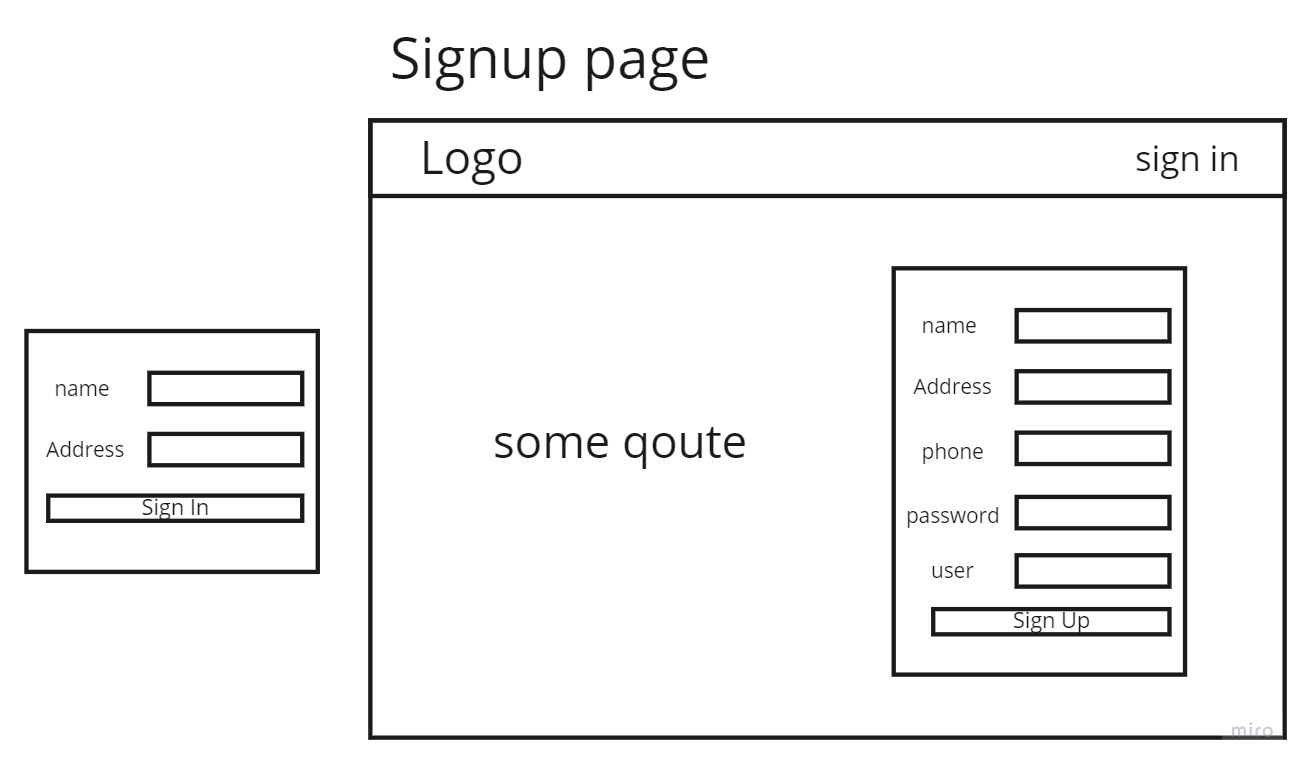 Signup page
Logo
sign in
name
Address
Sign In
some qoute
name
Address
phone
password
user
Sign Up
miro